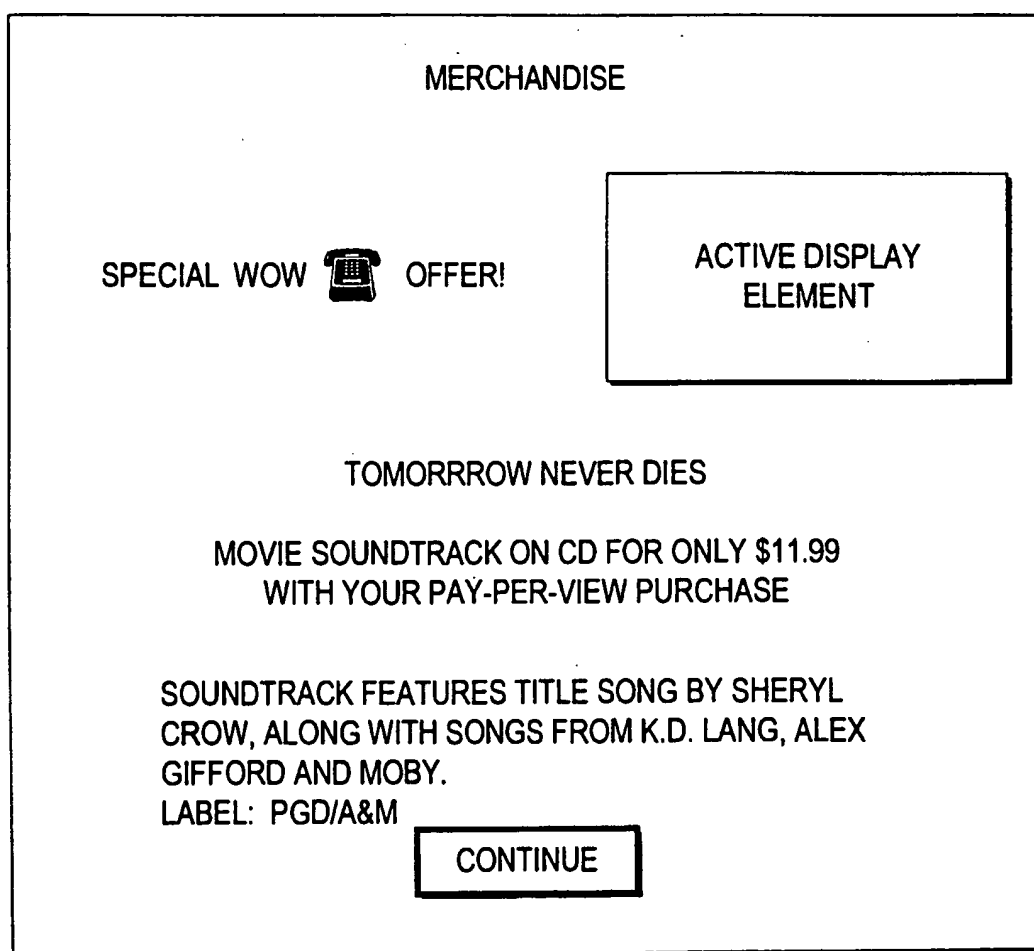 MERCHANDISE
SPECIAL WOW OFFER!
ACTIVE DISPLAY
ELEMENT
TOMORRROW NEVER DIES
MOVIE SOUNDTRACK ON CD FOR ONLY $11.99
WITH YOUR PAY-PER-VIEW PURCHASE
SOUNDTRACK FEATURES TITLE SONG BY SHERYL
CROW, ALONG WITH SONGS FROM K.D. LANG, ALEX
GIFFORD AND MOBY.
LABEL: PGD/A&M
CONTINUE